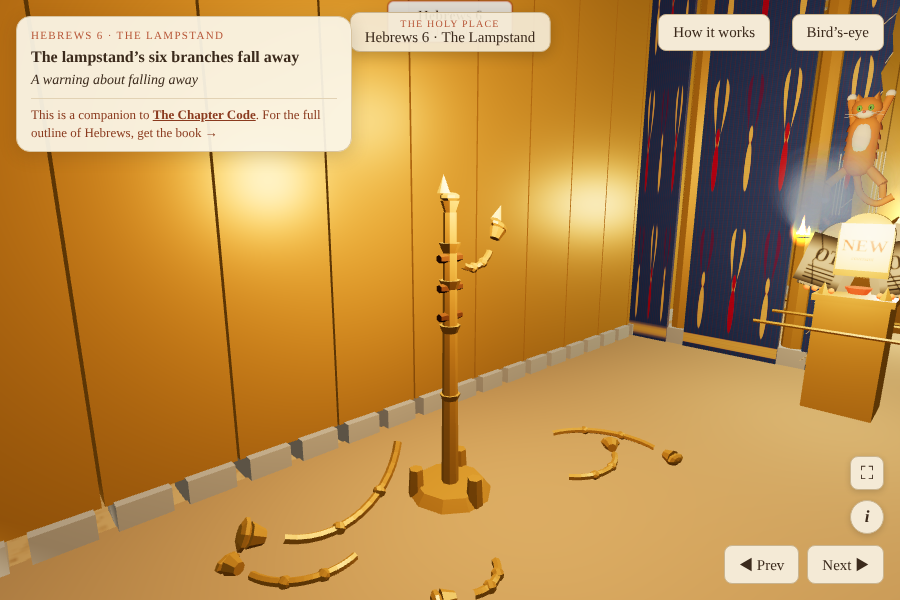 HEBREWS 6 · THE LAMPSTAND
The lampstand's six branches fall away
A warning about falling away
This is a companion to The Chapter Code. For the full
outline of Hebrews, get the book →
THE HOLY PLACE
Hebrews 6 · The Lampstand
How it works
Bird's-eye
NEW
i
◀ Prev
Next ▶